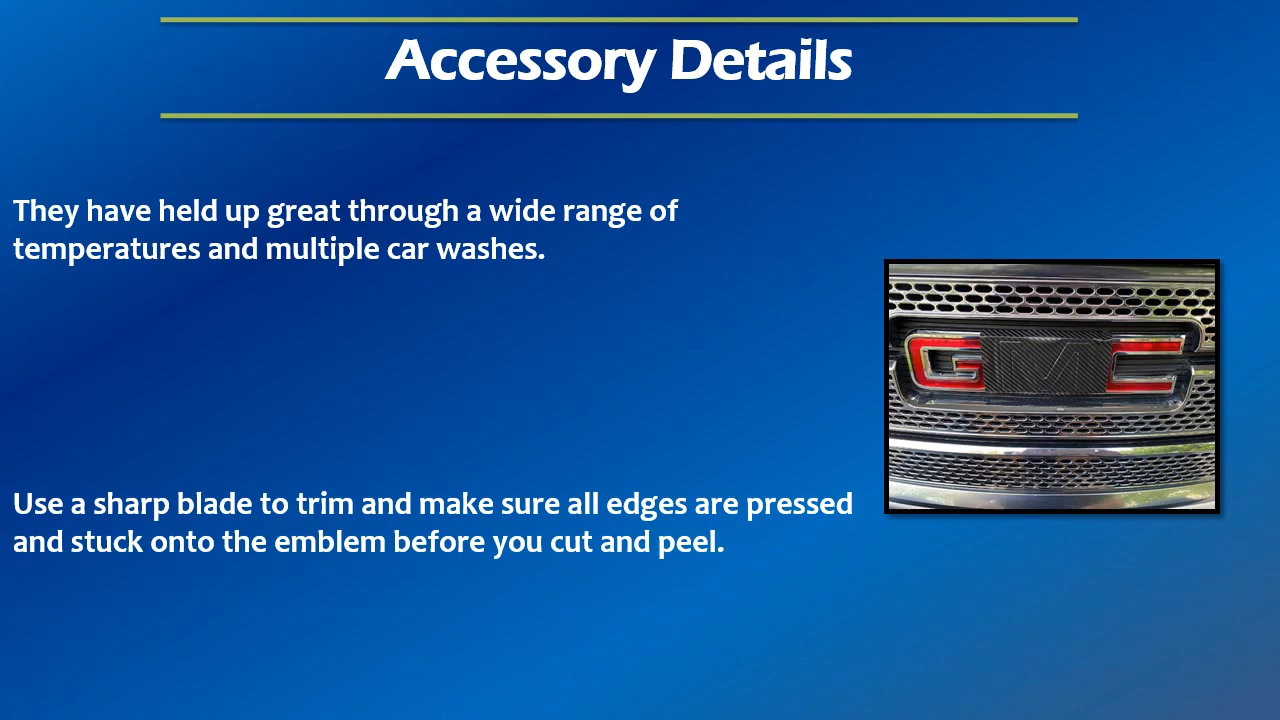 Accessory Details
They have held up great through a wide range of
temperatures and multiple car washes.
GMC
Use a sharp blade to trim and make sure all edges are pressed
and stuck onto the emblem before you cut and peel.